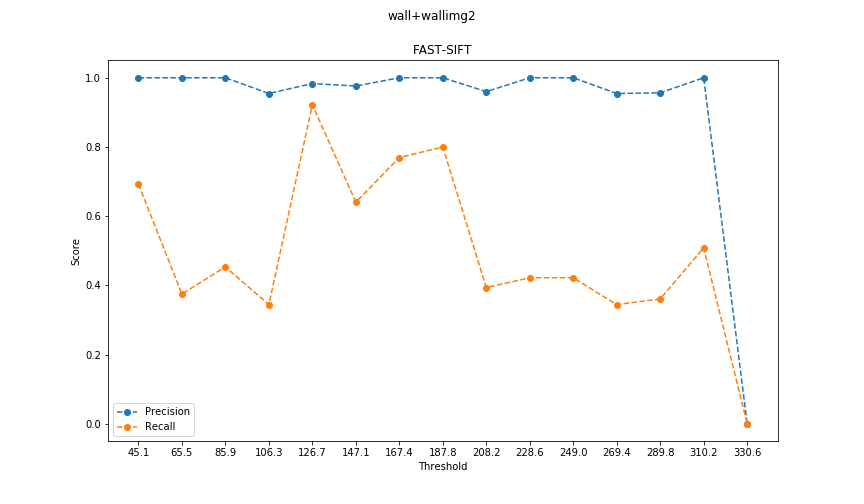 wall+wallimg2
FAST-SIFT
1.0
0.8
0.6
0.4
0.2
0.0
Score
Precision
Recall
45.1 65.5 85.9 106.3 126.7 147.1 167.4 187.8 208.2 228.6 249.0 269.4 289.8 310.2 330.6
Threshold